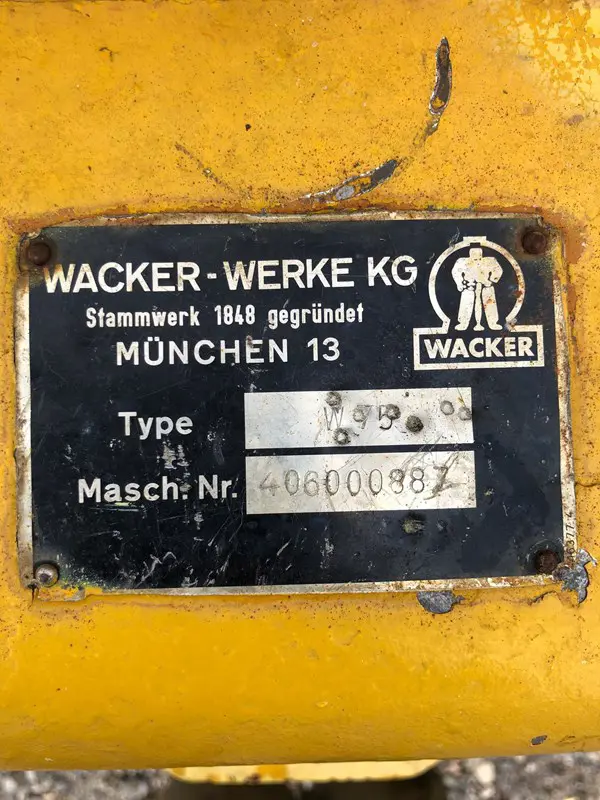 WACKER-WERKE KG
Stammwerk 1848 gegründet
MÜNCHEN 13
WACKER
Type W 75
Masch. Nr. 406000887